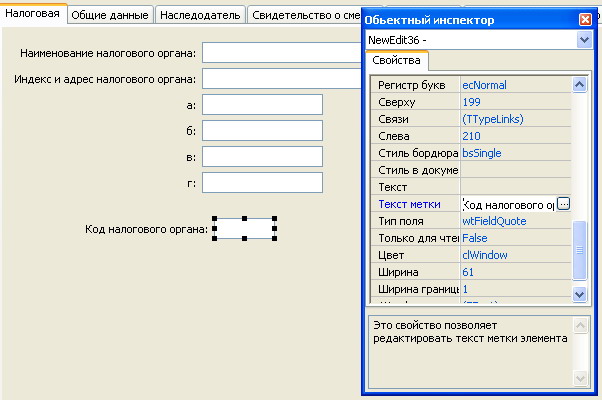 Налоговая
Общие данные
Наследодатель
Свидетельство о сме
Наименование налогового органа:
Индекс и адрес налогового органа:
а:
б:
в:
г:
Код налогового органа:
Обьектный инспектор
NewEdit36 -
Свойства
Регистр букв ecNormal
Сверху 199
Связи (TTypeLinks)
Слева 210
Стиль бордюра bsSingle
Стиль в докуме
Текст
Текст метки 'Код налогового ор ...
Тип поля wtFieldQuote
Только для чтен False
Цвет clWindow
Ширина 61
Ширина границы 1
Это свойство позволяет
редактировать текст метки элемента